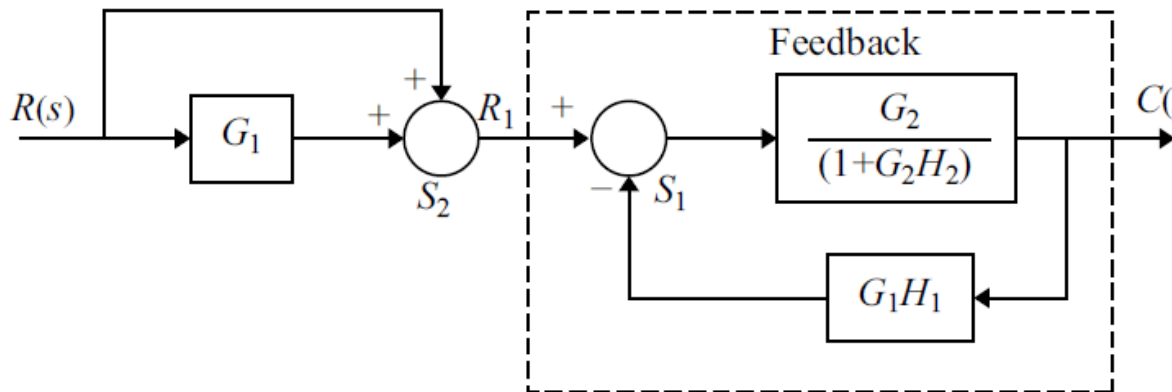 Feedback
R(s)
G₁
+
+
S₂
R₁
+
−
S₁
G₂
(1+G₂H₂)
C(
G₁H₁